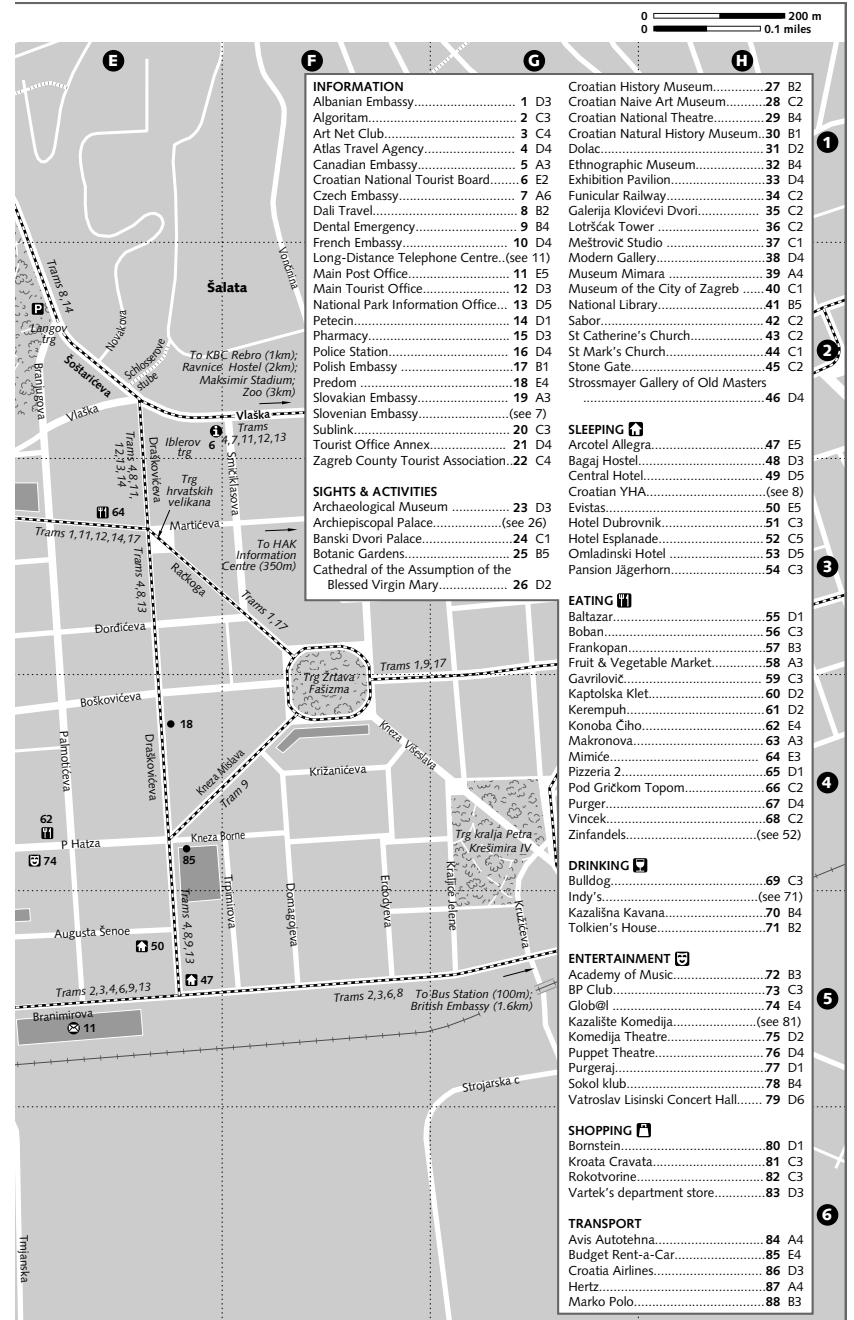 0 200 m
0 0.1 miles
E
F
G
H
1
2
3
4
5
6
INFORMATION
Albanian Embassy.......................... 1 D3
Algoritam...................................... 2 C3
Art Net Club.................................. 3 C4
Atlas Travel Agency........................ 4 D4
Canadian Embassy......................... 5 A3
Croatian National Tourist Board....... 6 E2
Czech Embassy.............................. 7 A6
Dali Travel..................................... 8 B2
Dental Emergency.......................... 9 B4
French Embassy............................. 10 D4
Long-Distance Telephone Centre..(see 11)
Main Post Office............................ 11 E5
Main Tourist Office........................ 12 D3
National Park Information Office... 13 D5
Petecin......................................... 14 D1
Pharmacy...................................... 15 D3
Police Station................................ 16 D4
Polish Embassy ............................. 17 B1
Predom ........................................ 18 E4
Slovakian Embassy......................... 19 A3
Slovenian Embassy........................(see 7)
Sublink......................................... 20 C3
Tourist Office Annex...................... 21 D4
Zagreb County Tourist Association..22 C4
SIGHTS & ACTIVITIES
Archaeological Museum ................ 23 D3
Archiepiscopal Palace...............(see 26)
Banski Dvori Palace....................... 24 C1
Botanic Gardens............................ 25 B5
Cathedral of the Assumption of the
Blessed Virgin Mary.................. 26 D2
Croatian History Museum............27 B2
Croatian Naive Art Museum.........28 C2
Croatian National Theatre............29 B4
Croatian Natural History Museum..30 B1
Dolac...........................................31 D2
Ethnographic Museum.................32 B4
Exhibition Pavilion.......................33 D4
Funicular Railway.........................34 C2
Galerija Klovićevi Dvori................35 C2
Lotrščak Tower ...........................36 C2
Meštrovič Studio .........................37 C1
Modern Gallery............................38 D4
Museum Mimara .........................39 A4
Museum of the City of Zagreb .....40 C1
National Library...........................41 B5
Sabor..........................................42 C2
St Catherine's Church...................43 C2
St Mark's Church.........................44 C1
Stone Gate..................................45 C2
Strossmayer Gallery of Old Masters
.......................................46 D4
SLEEPING
Arcotel Allegra.............................47 E5
Bagaj Hostel................................48 D3
Central Hotel...............................49 D5
Croatian YHA.............................(see 8)
Evistas.........................................50 E5
Hotel Dubrovnik..........................51 C3
Hotel Esplanade...........................52 C5
Omladinski Hotel ........................53 D5
Pansion Jägerhorn.......................54 C3
EATING
Baltazar.......................................55 D1
Boban.........................................56 C3
Frankopan...................................57 B3
Fruit & Vegetable Market.............58 A3
Gavrilovič....................................59 C3
Kaptolska Klet.............................60 D2
Kerempuh...................................61 D2
Konoba Čiho...............................62 E4
Makronova..................................63 A3
Mimiće.......................................64 E3
Pizzeria 2....................................65 D1
Pod Gričkom Topom....................66 C2
Purger........................................67 D4
Vincek........................................68 C2
Zinfandels.................................(see 52)
DRINKING
Bulldog.......................................69 C3
Indy's.......................................(see 71)
Kazališna Kavana.........................70 B4
Tolkien's House...........................71 B2
ENTERTAINMENT
Academy of Music.......................72 B3
BP Club.......................................73 C3
Glob@l ......................................74 E4
Kazalište Komedija....................(see 81)
Komedija Theatre........................75 D2
Puppet Theatre...........................76 D4
Purgeraj......................................77 D1
Sokol klub...................................78 B4
Vatroslav Lisinski Concert Hall.......79 D6
SHOPPING
Bornstein....................................80 D1
Kroata Cravata............................81 C3
Rokotvorine................................82 C3
Vartek's department store............83 D3
TRANSPORT
Avis Autotehna............................84 A4
Budget Rent-a-Car.......................85 E4
Croatia Airlines............................86 D3
Hertz..........................................87 A4
Marko Polo.................................88 B3
Trams 8,14
P
Langov
trg
Šalata
Vončinina
Novakova
Schlosserove
stube
Šoštarićeva
Branjugova
To KBC Rebro (1km);
Ravnice Hostel (2km);
Maksimir Stadium;
Zoo (3km)
Vlaška
Vlaška
Trams
4,7,11,12,13
Iblerov
trg
6
Draškovićeva
Trams 4,8,11,
12,13,14
Smičiklasova
Trg
hrvatskih
velikana
64
Martićeva
Trams 1,11,12,14,17
To HAK
Information
Centre (350m)
Trams 4,8,13
Račkoga
Trams 1,17
Đorđićeva
Trams 1,9,17
Trg Žrtava
Fašizma
Boškovićeva
18
Palmotićeva
Draškovićeva
Kneza Mislava
Tram 9
Kneza Višeslava
Križanićeva
62
P Hatza
74
Kneza Borne
85
Trg kralja Petra
Krešimira IV
Trpimirova
Domagojeva
Erdodyeva
Kraljice Jelene
Kružićeva
Trams 4,8,9,13
Augusta Šenoe
50
47
Trams 2,3,4,6,9,13
Trams 2,3,6,8
To Bus Station (100m);
British Embassy (1.6km)
Branimirova
11
Strojarska c
Trnjanska